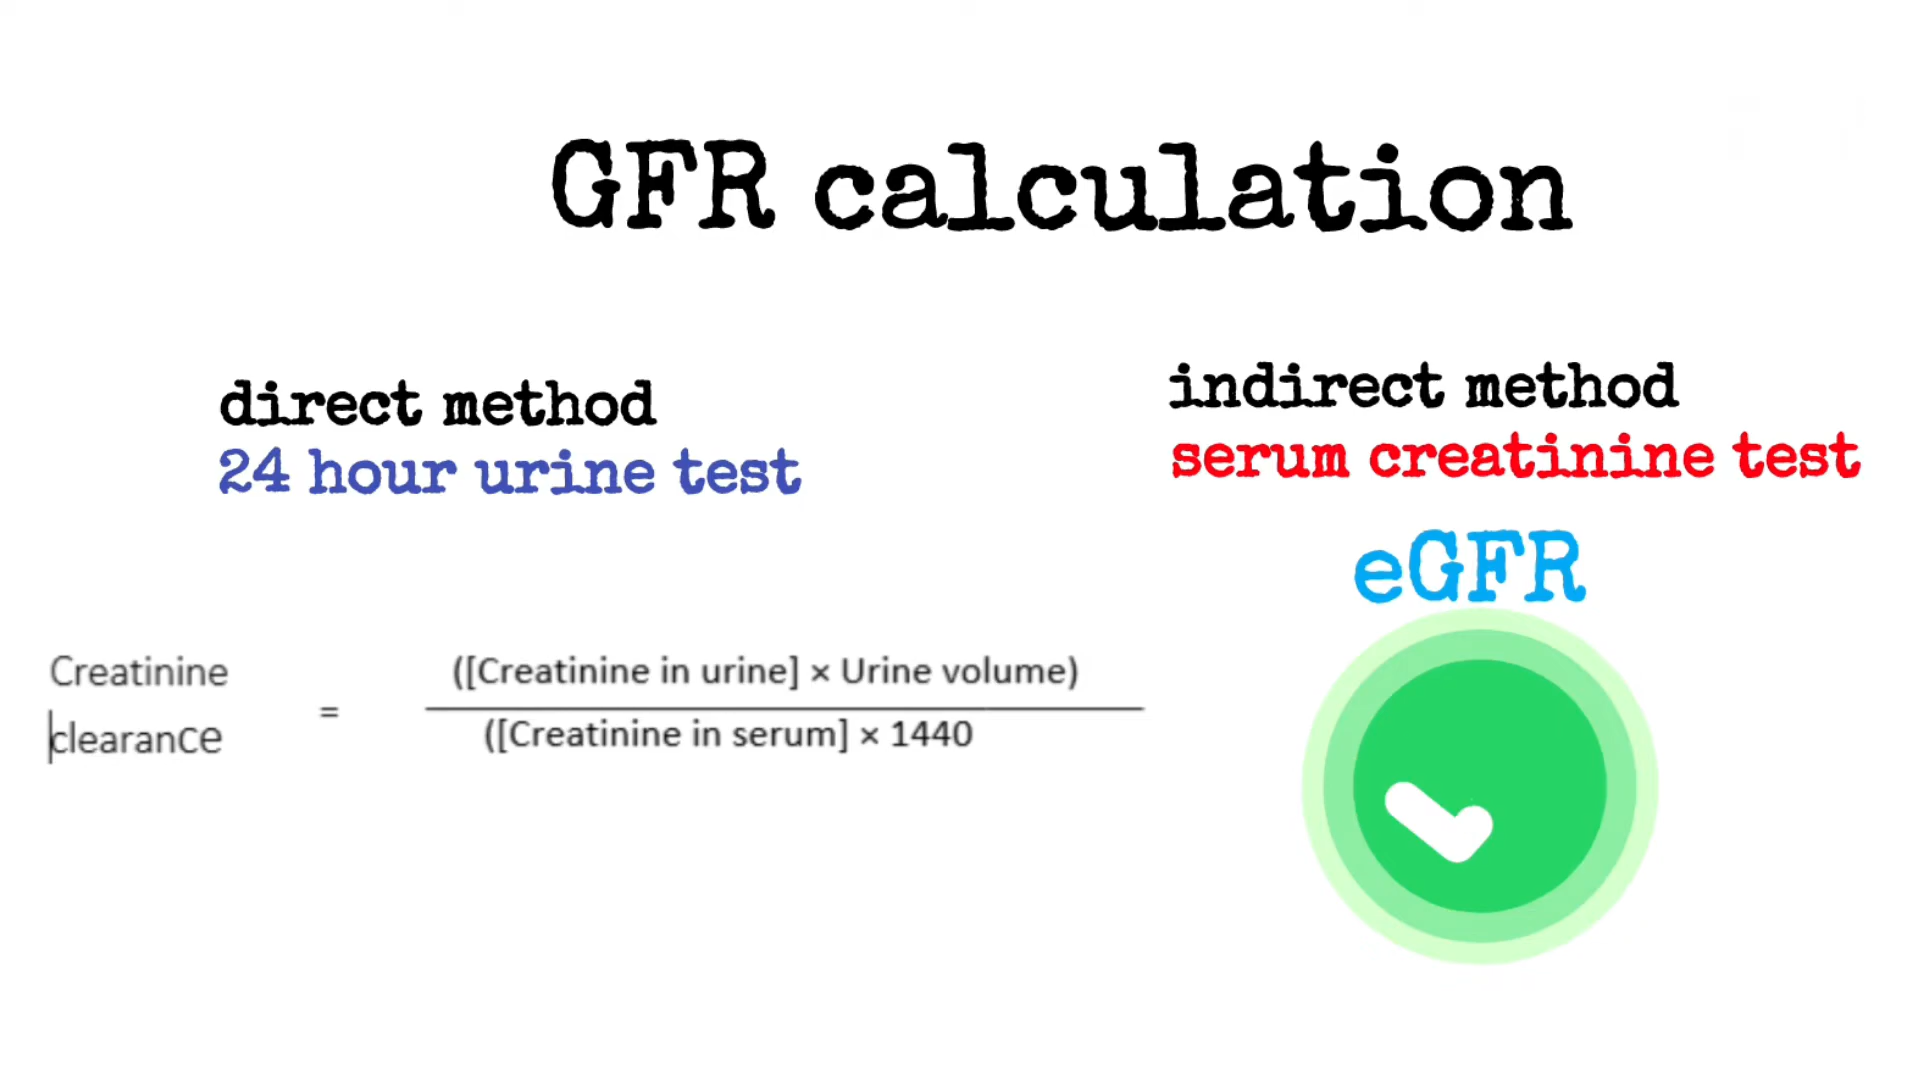 GFR calculation
direct method
24 hour urine test
indirect method
serum creatinine test
eGFR
Creatinine
clearance
=
([Creatinine in urine] × Urine volume)
([Creatinine in serum] × 1440